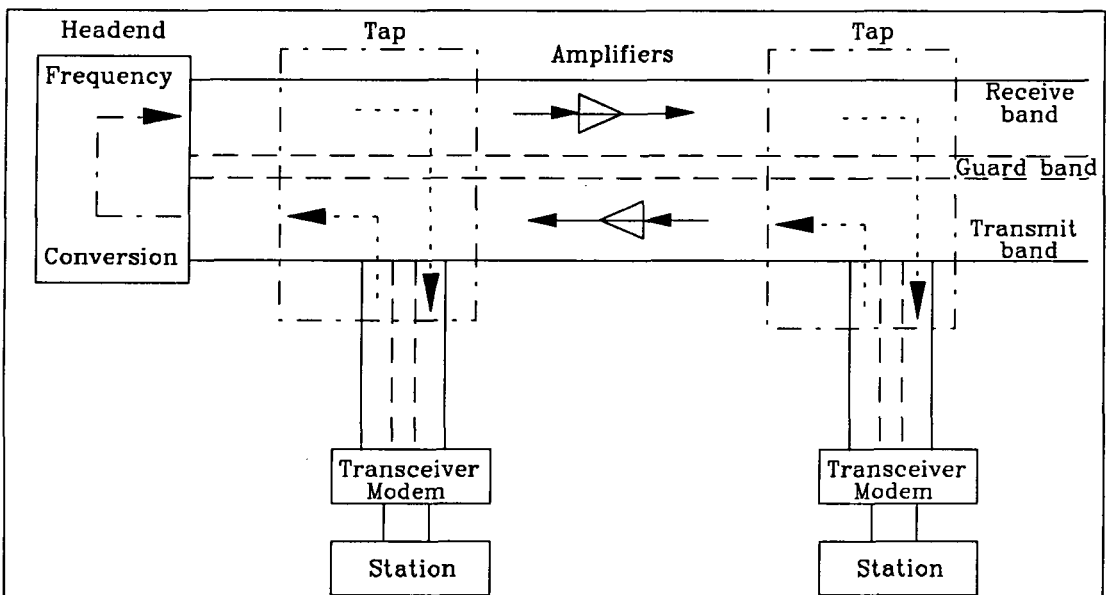 Headend
Tap
Amplifiers
Tap
Frequency
Conversion
Receive
band
Guard band
Transmit
band
Transceiver
Modem
Station
Transceiver
Modem
Station